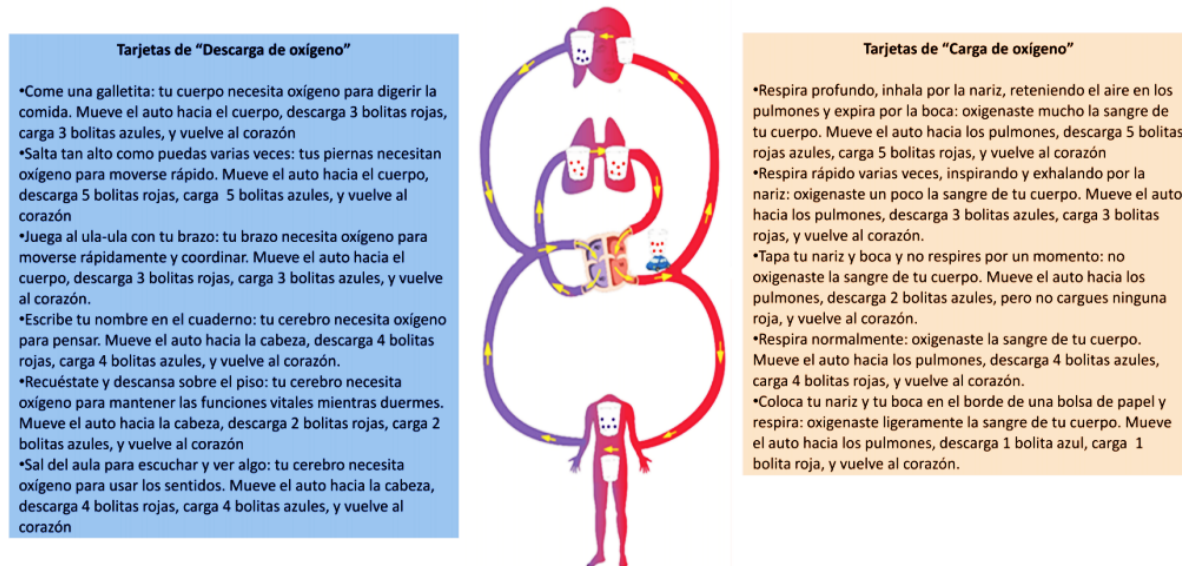 Tarjetas de “Descarga de oxígeno”
•Come una galletita: tu cuerpo necesita oxígeno para digerir la
comida. Mueve el auto hacia el cuerpo, descarga 3 bolitas rojas,
carga 3 bolitas azules, y vuelve al corazón
•Salta tan alto como puedas varias veces: tus piernas necesitan
oxígeno para moverse rápido. Mueve el auto hacia el cuerpo,
descarga 5 bolitas rojas, carga  5 bolitas azules, y vuelve al
corazón
•Juega al ula-ula con tu brazo: tu brazo necesita oxígeno para
moverse rápidamente y coordinar. Mueve el auto hacia el
cuerpo, descarga 3 bolitas rojas, carga 3 bolitas azules, y vuelve
al corazón.
•Escribe tu nombre en el cuaderno: tu cerebro necesita oxígeno
para pensar. Mueve el auto hacia la cabeza, descarga 4 bolitas
rojas, carga 4 bolitas azules, y vuelve al corazón.
•Recuéstate y descansa sobre el piso: tu cerebro necesita
oxígeno para mantener las funciones vitales mientras duermes.
Mueve el auto hacia la cabeza, descarga 2 bolitas rojas, carga 2
bolitas azules, y vuelve al corazón
•Sal del aula para escuchar y ver algo: tu cerebro necesita
oxígeno para usar los sentidos. Mueve el auto hacia la cabeza,
descarga 4 bolitas rojas, carga 4 bolitas azules, y vuelve al
corazón
Tarjetas de “Carga de oxígeno”
•Respira profundo, inhala por la nariz, reteniendo el aire en los
pulmones y expira por la boca: oxigenaste mucho la sangre de
tu cuerpo. Mueve el auto hacia los pulmones, descarga 5 bolitas
rojas azules, carga 5 bolitas rojas, y vuelve al corazón
•Respira rápido varias veces, inspirando y exhalando por la
nariz: oxigenaste un poco la sangre de tu cuerpo. Mueve el auto
hacia los pulmones, descarga 3 bolitas azules, carga 3 bolitas
rojas, y vuelve al corazón.
•Tapa tu nariz y boca y no respires por un momento: no
oxigenaste la sangre de tu cuerpo. Mueve el auto hacia los
pulmones, descarga 2 bolitas azules, pero no cargues ninguna
roja, y vuelve al corazón.
•Respira normalmente: oxigenaste la sangre de tu cuerpo.
Mueve el auto hacia los pulmones, descarga 4 bolitas azules,
carga 4 bolitas rojas, y vuelve al corazón.
•Coloca tu nariz y tu boca en el borde de una bolsa de papel y
respira: oxigenaste ligeramente la sangre de tu cuerpo. Mueve
el auto hacia los pulmones, descarga 1 bolita azul, carga  1
bolita roja, y vuelve al corazón.